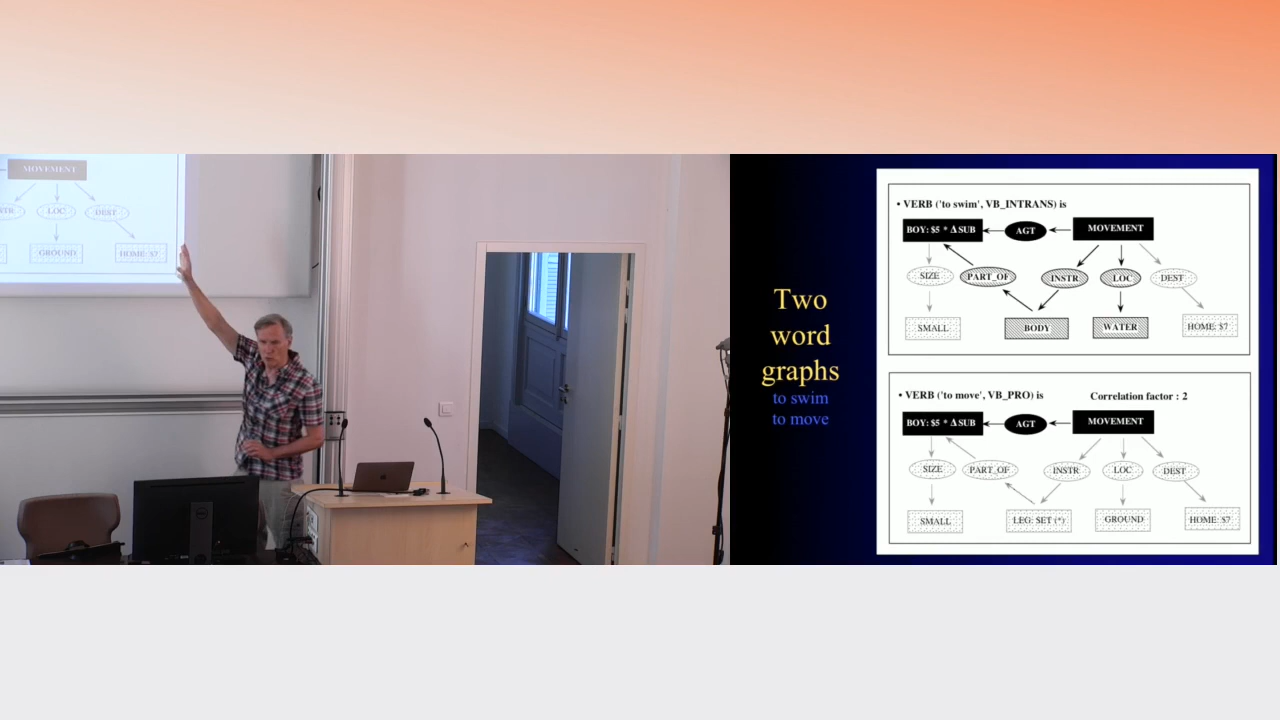 MOVEMENT
LOC
DEST
GROUND
HOME: $7
Two
word
graphs
to swim
to move
• VERB ('to swim', VB_INTRANS) is
BOY: $5 * Δ SUB
AGT
MOVEMENT
SIZE
PART_OF
INSTR
LOC
DEST
SMALL
BODY
WATER
HOME: $7
• VERB ('to move', VB_PRO) is
Correlation factor : 2
BOY: $5 * Δ SUB
AGT
MOVEMENT
SIZE
PART_OF
INSTR
LOC
DEST
SMALL
LEG: SET (*)
GROUND
HOME: $7